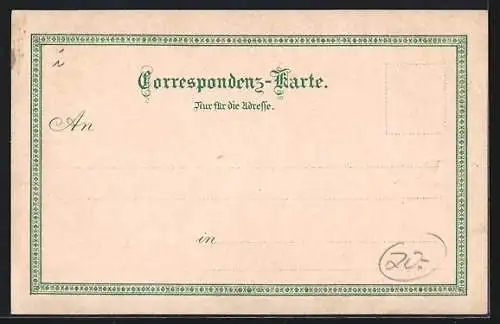 Correspondenz-Karte.
Nur für die Adresse.
An
in
20.-